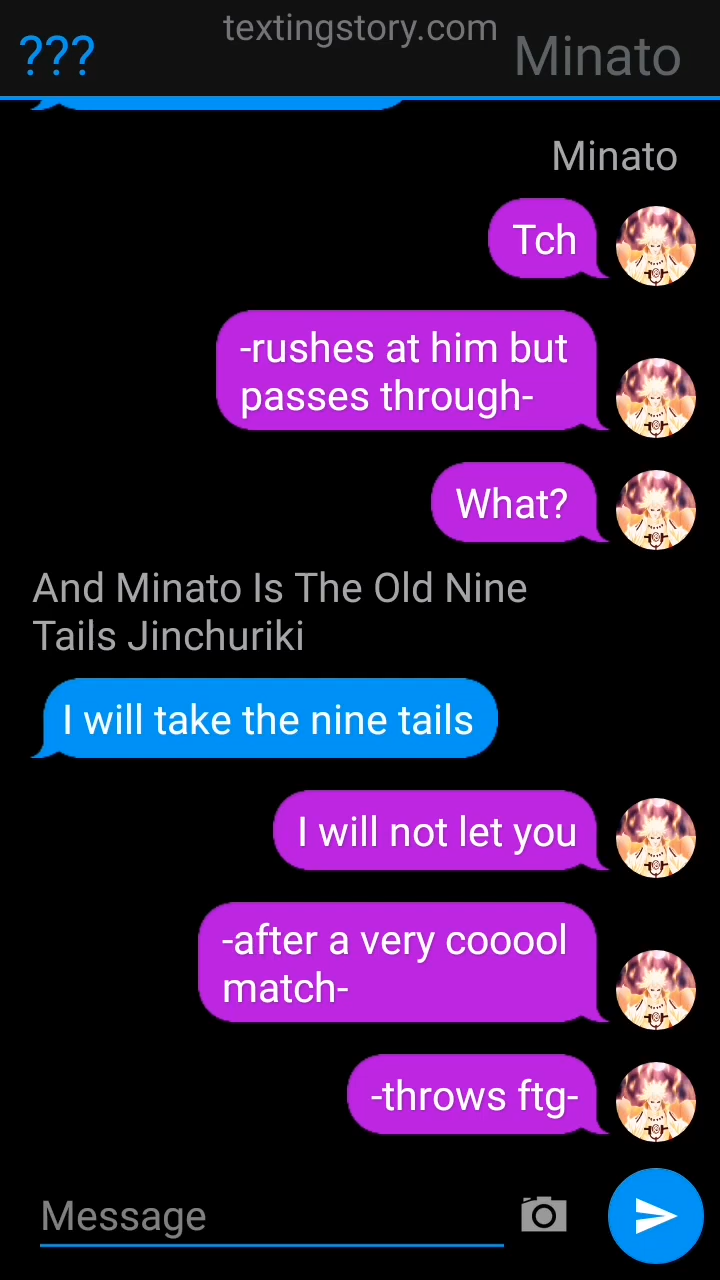 textingstory.com
???
Minato
Minato
Tch
-rushes at him but
passes through-
What?
And Minato Is The Old Nine
Tails Jinchuriki
I will take the nine tails
I will not let you
-after a very cooool
match-
-throws ftg-
Message